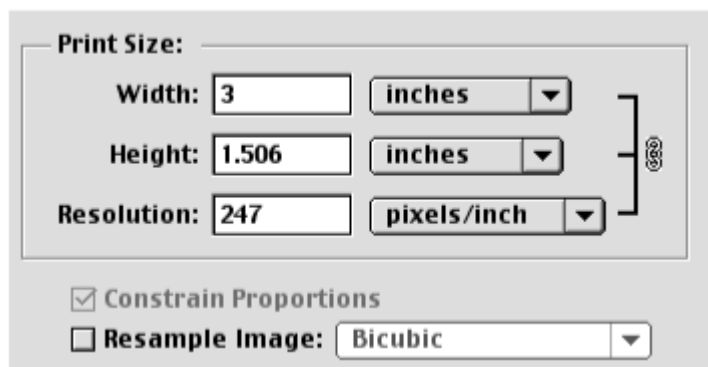 Print Size:
Width: 3 inches
Height: 1.506 inches
Resolution: 247 pixels/inch
Constrain Proportions
Resample Image: Bicubic